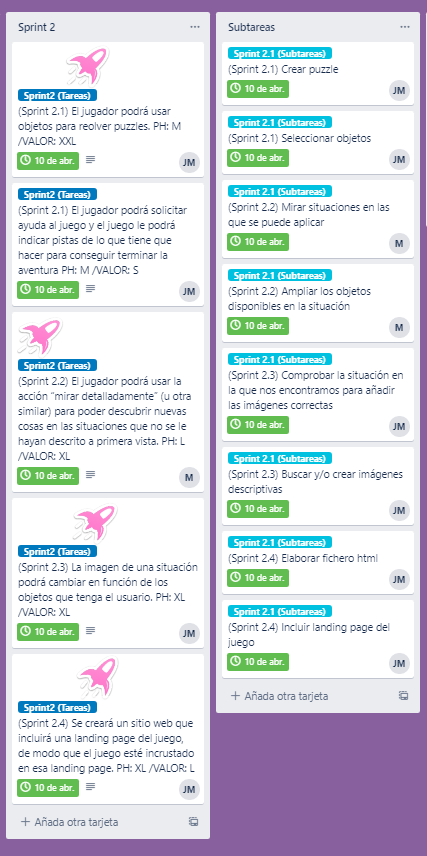 Sprint 2
Sprint2 (Tareas)
(Sprint 2.1) El jugador podrá usar
objetos para reolver puzzles. PH: M
/VALOR: XXL
10 de abr.
JM
Sprint2 (Tareas)
(Sprint 2.1) El jugador podrá solicitar
ayuda al juego y el juego le podrá
indicar pistas de lo que tiene que
hacer para conseguir terminar la
aventura PH: M /VALOR: S
10 de abr.
JM
Sprint2 (Tareas)
(Sprint 2.2) El jugador podrá usar la
acción "mirar detalladamente" (u otra
similar) para poder descubrir nuevas
cosas en las situaciones que no se le
hayan descrito a primera vista. PH: L
/VALOR: XL
10 de abr.
M
Sprint2 (Tareas)
(Sprint 2.3) La imagen de una situación
podrá cambiar en función de los
objetos que tenga el usuario. PH: XL
/VALOR: XL
10 de abr.
JM
Sprint2 (Tareas)
(Sprint 2.4) Se creará un sitio web que
incluirá una landing page del juego,
de modo que el juego esté incrustado
en esa landing page. PH: XL /VALOR: L
10 de abr.
JM
+ Añada otra tarjeta
Subtareas
Sprint 2.1 (Subtareas)
(Sprint 2.1) Crear puzzle
10 de abr.
JM
Sprint 2.1 (Subtareas)
(Sprint 2.1) Seleccionar objetos
10 de abr.
JM
Sprint 2.1 (Subtareas)
(Sprint 2.2) Mirar situaciones en las
que se puede aplicar
10 de abr.
M
Sprint 2.1 (Subtareas)
(Sprint 2.2) Ampliar los objetos
disponibles en la situación
10 de abr.
M
Sprint 2.1 (Subtareas)
(Sprint 2.3) Comprobar la situación en
la que nos encontramos para añadir
las imágenes correctas
10 de abr.
JM
Sprint 2.1 (Subtareas)
(Sprint 2.3) Buscar y/o crear imágenes
descriptivas
10 de abr.
JM
Sprint 2.1 (Subtareas)
(Sprint 2.4) Elaborar fichero html
10 de abr.
JM
Sprint 2.1 (Subtareas)
(Sprint 2.4) Incluir landing page del
juego
10 de abr.
JM
+ Añada otra tarjeta